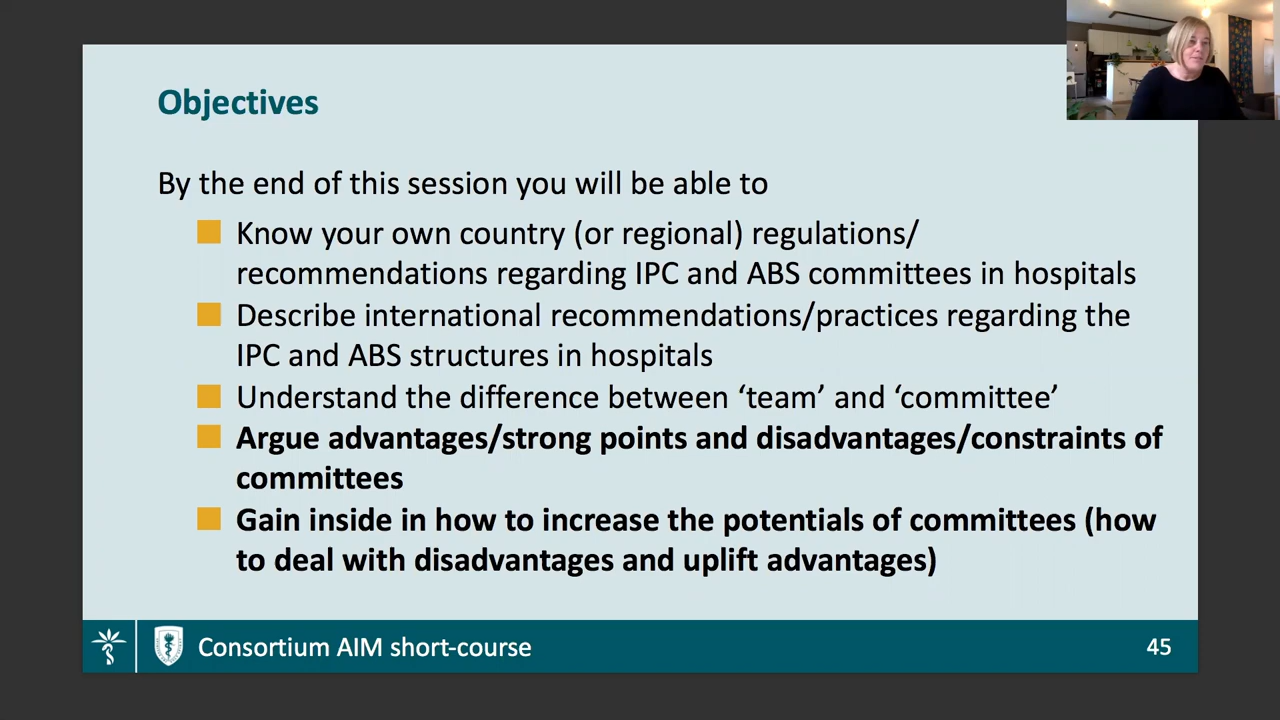 Objectives
By the end of this session you will be able to
Know your own country (or regional) regulations/
recommendations regarding IPC and ABS committees in hospitals
Describe international recommendations/practices regarding the
IPC and ABS structures in hospitals
Understand the difference between ‘team’ and ‘committee’
Argue advantages/strong points and disadvantages/constraints of
committees
Gain inside in how to increase the potentials of committees (how
to deal with disadvantages and uplift advantages)
Consortium AIM short-course
45